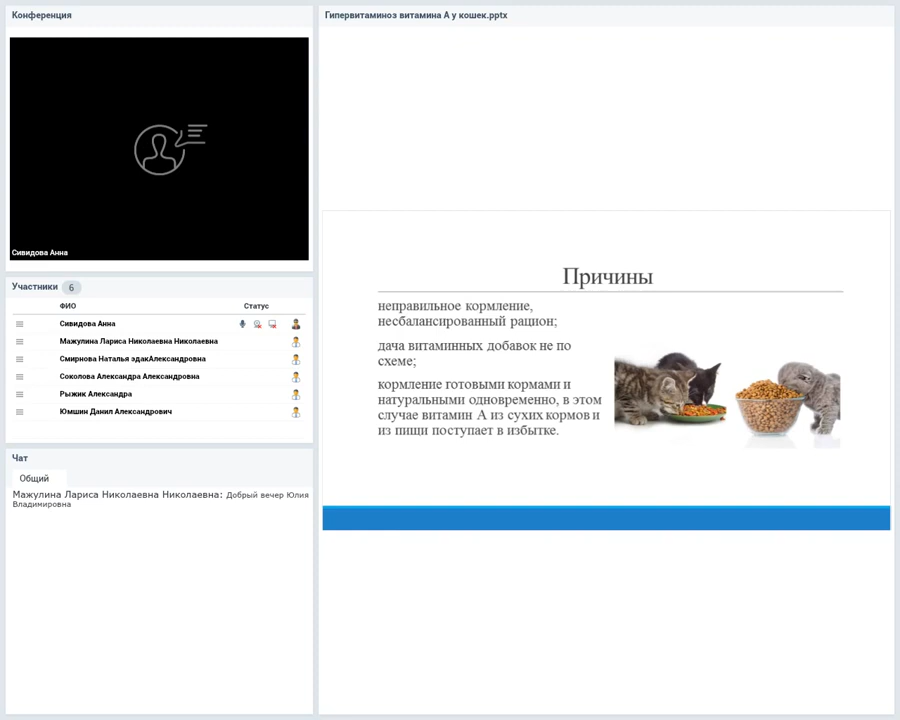 Конференция
Сивидова Анна
Участники 6
ФИО Статус
Сивидова Анна
Мажулина Лариса Николаевна Николаевна
Смирнова Наталья эдакАлександровна
Соколова Александра Александровна
Рыжик Александра
Юмшин Данил Александрович
Чат
Общий
Мажулина Лариса Николаевна Николаевна: Добрый вечер Юлия
Владимировна
Гипервитаминоз витамина А у кошек.pptx
Причины
неправильное кормление,
несбалансированный рацион;
дача витаминных добавок не по
схеме;
кормление готовыми кормами и
натуральными одновременно, в этом
случае витамин А из сухих кормов и
из пищи поступает в избытке.